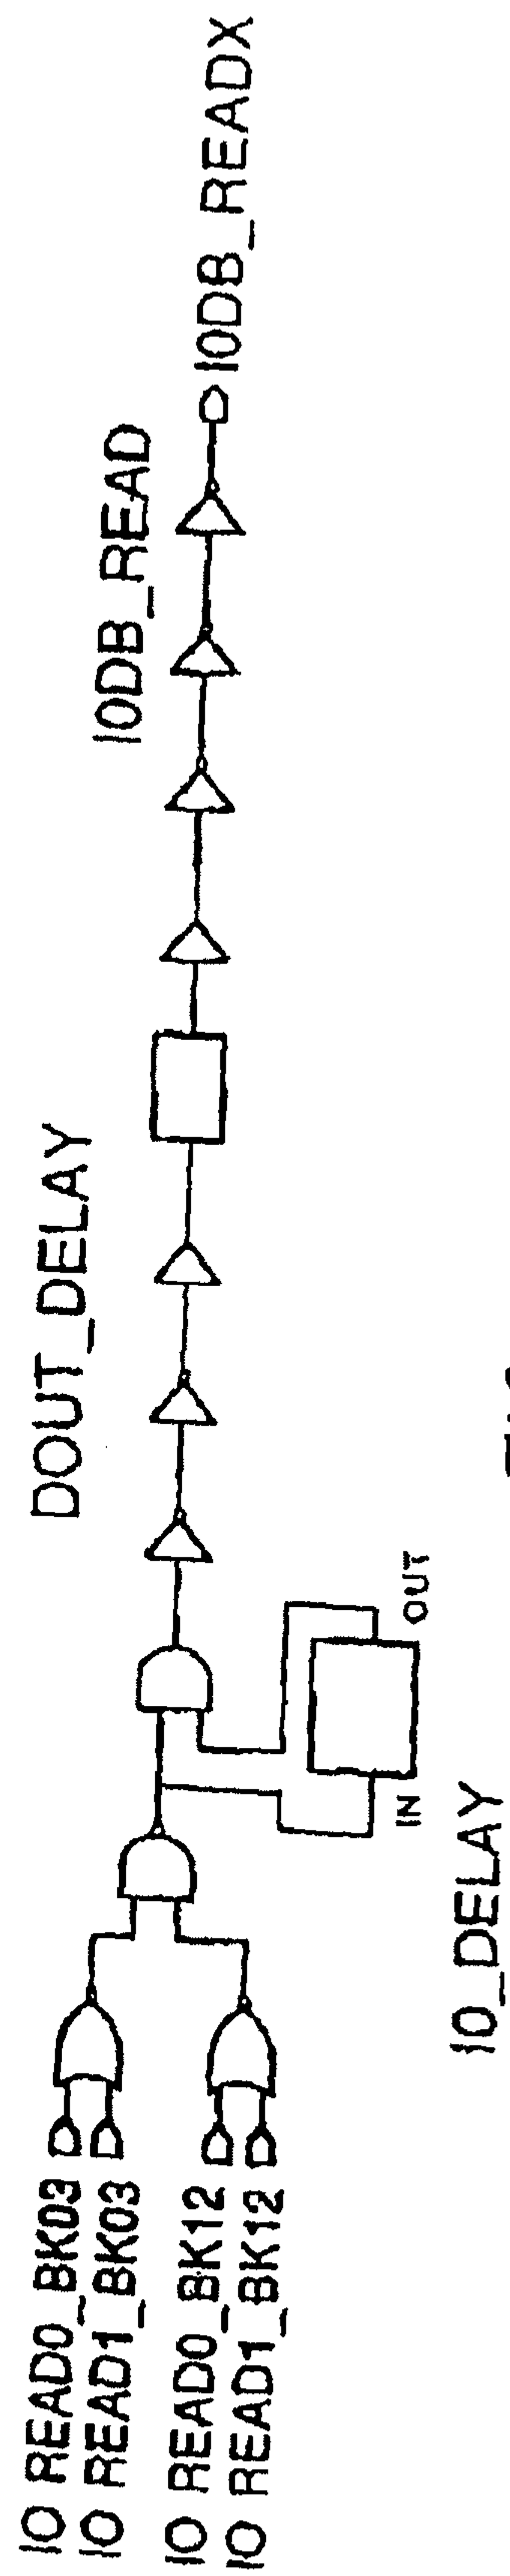 IO READ0_BK03
IO READ1_BK03
IO READ0_BK12
IO READ1_BK12
IO_DELAY
IN
OUT
DOUT_DELAY
IODB_READ
IODB_READX